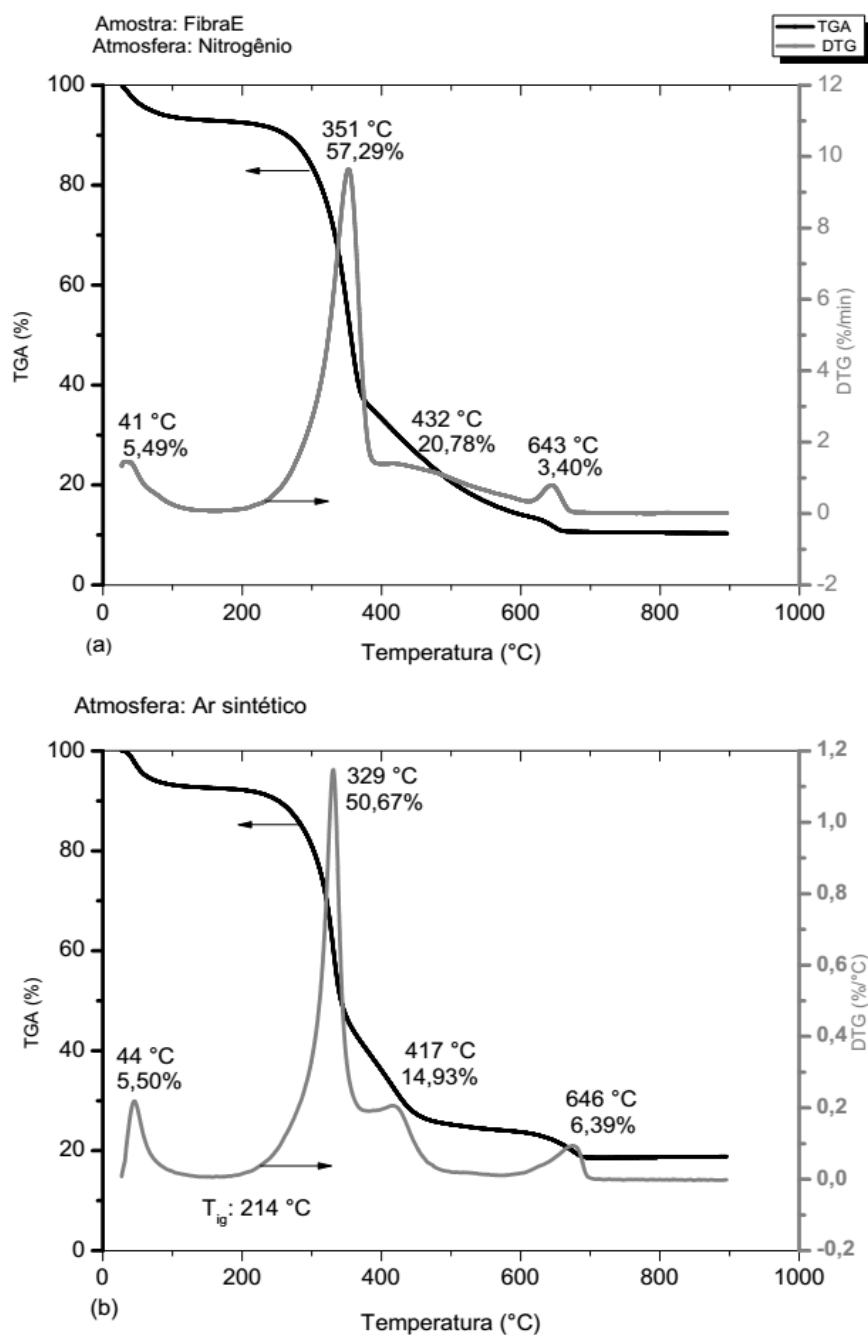 Amostra: FibraE
Atmosfera: Nitrogênio
TGA
DTG
100
80
60
40
20
0
TGA (%)
12
10
8
6
4
2
0
-2
DTG (%/min)
351 °C
57,29%
41 °C
5,49%
432 °C
20,78%
643 °C
3,40%
0
200
400
600
800
1000
Temperatura (°C)
(a)
Atmosfera: Ar sintético
100
80
60
40
20
0
TGA (%)
1,2
1,0
0,8
0,6
0,4
0,2
0,0
-0,2
DTG (%/°C)
329 °C
50,67%
44 °C
5,50%
417 °C
14,93%
646 °C
6,39%
Tig: 214 °C
0
200
400
600
800
1000
Temperatura (°C)
(b)